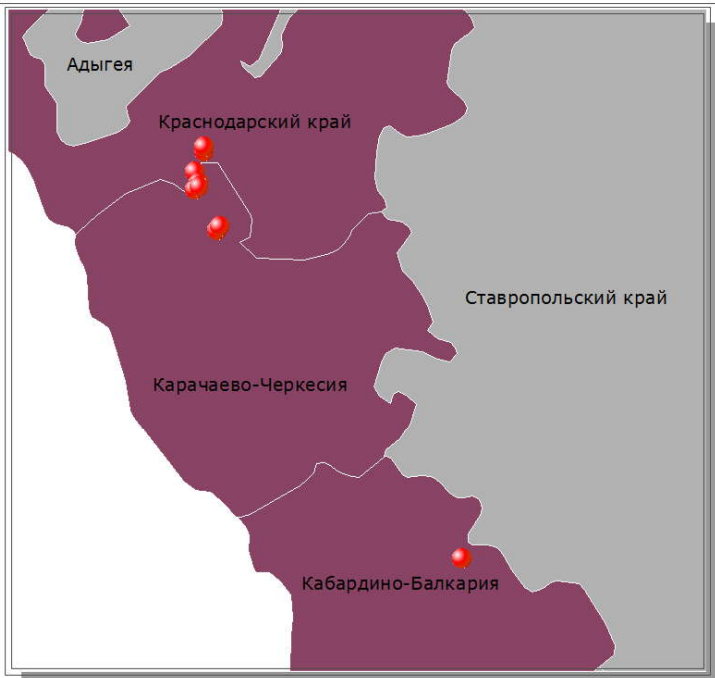 Адыгея
Краснодарский край
Ставропольский край
Карачаево-Черкесия
Кабардино-Балкария